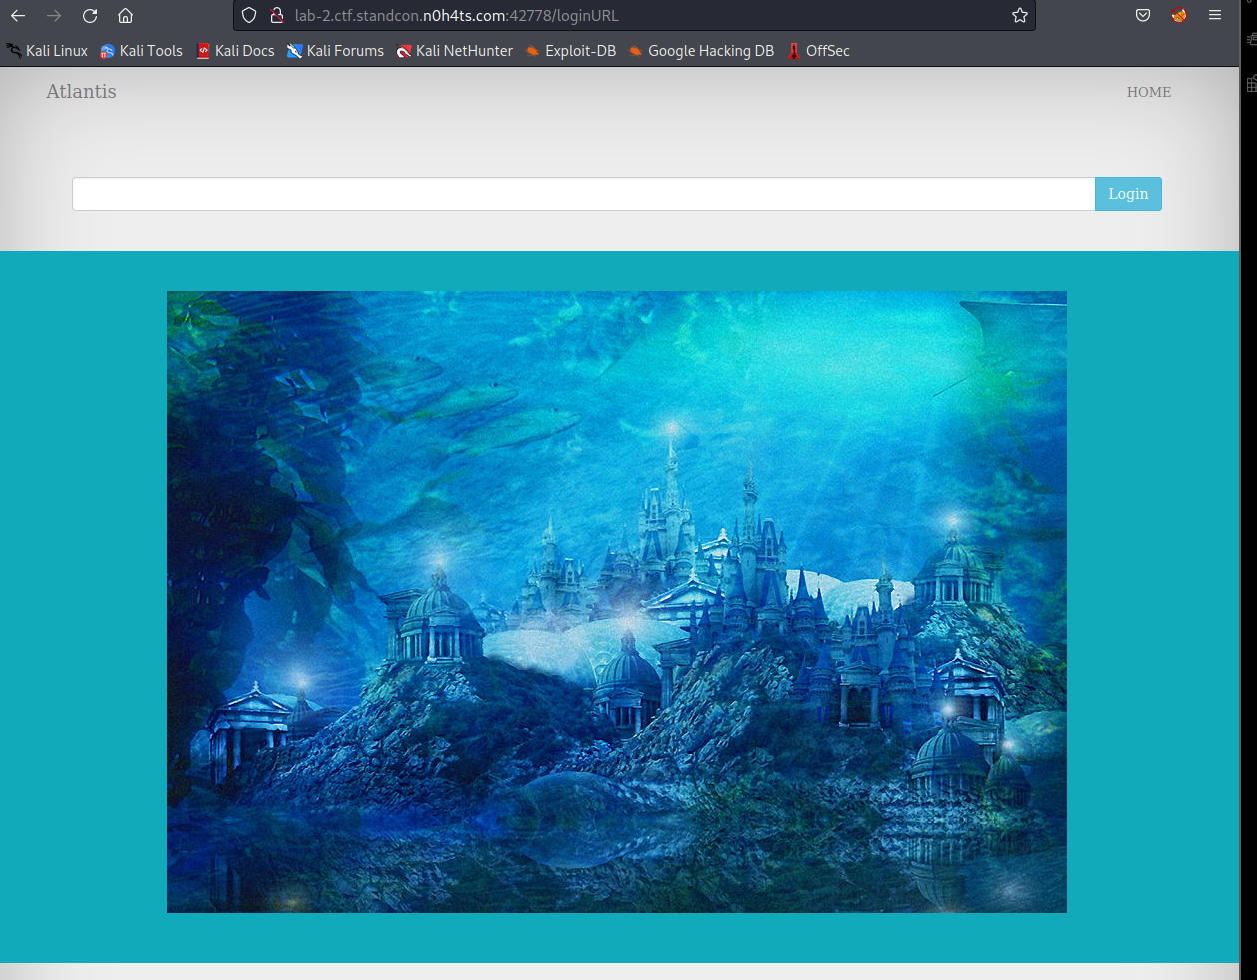 lab-2.ctf.standcon.n0h4ts.com:42778/loginURL
Kali Linux Kali Tools Kali Docs Kali Forums Kali NetHunter Exploit-DB Google Hacking DB OffSec
Atlantis HOME
Login